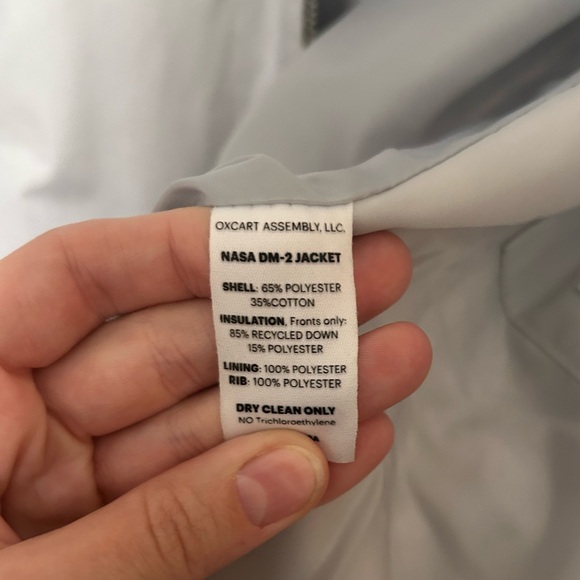 OXCART ASSEMBLY, LLC.
NASA DM-2 JACKET
SHELL: 65% POLYESTER
35%COTTON
INSULATION, Fronts only:
85% RECYCLED DOWN
15% POLYESTER
LINING: 100% POLYESTER
RIB: 100% POLYESTER
DRY CLEAN ONLY
NO Trichloroethylene